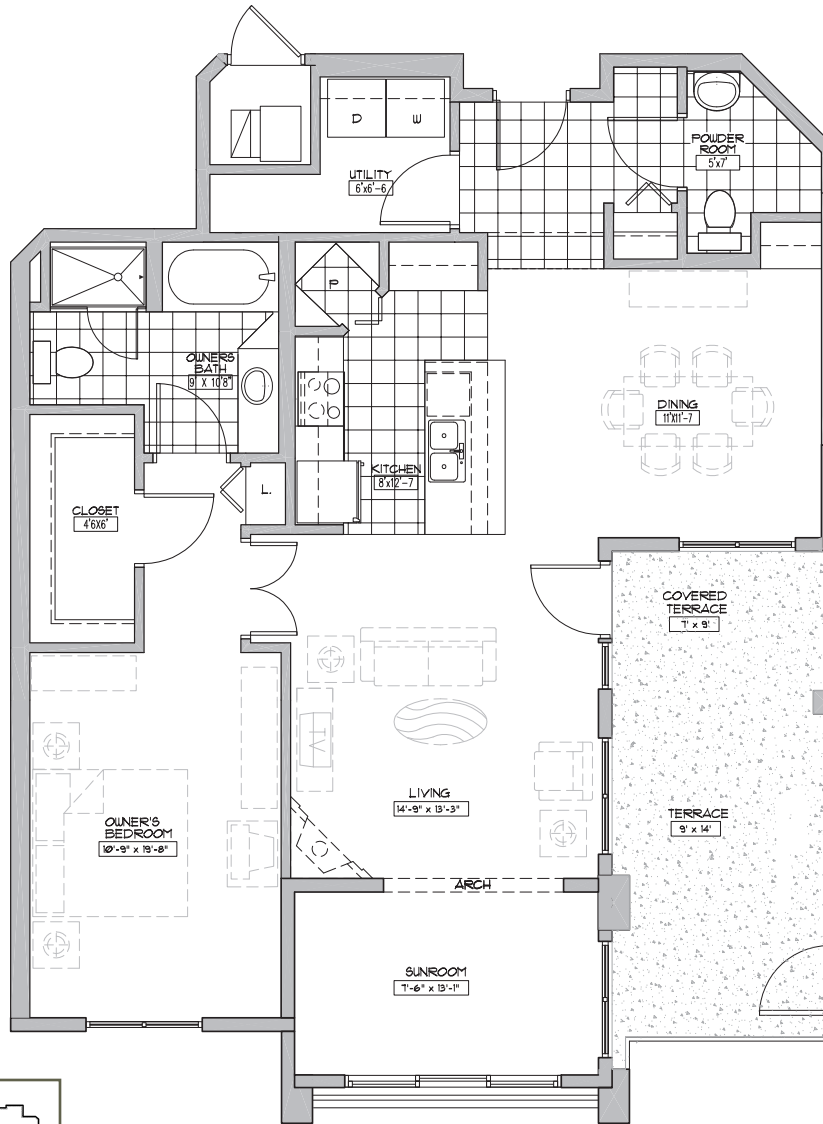 D W
UTILITY
6'x6'-6
POWDER
ROOM
5'x7'
P
OWNERS
BATH
9' X 10'8"
DINING
11'X11'-7
KITCHEN
8'x12'-7
L.
CLOSET
4'6X6'
COVERED
TERRACE
7' x 9'
TV
LIVING
14'-9" x 13'-3"
TERRACE
9' x 14'
OWNER'S
BEDROOM
10'-9" x 19'-8"
ARCH
SUNROOM
7'-6" x 13'-1"